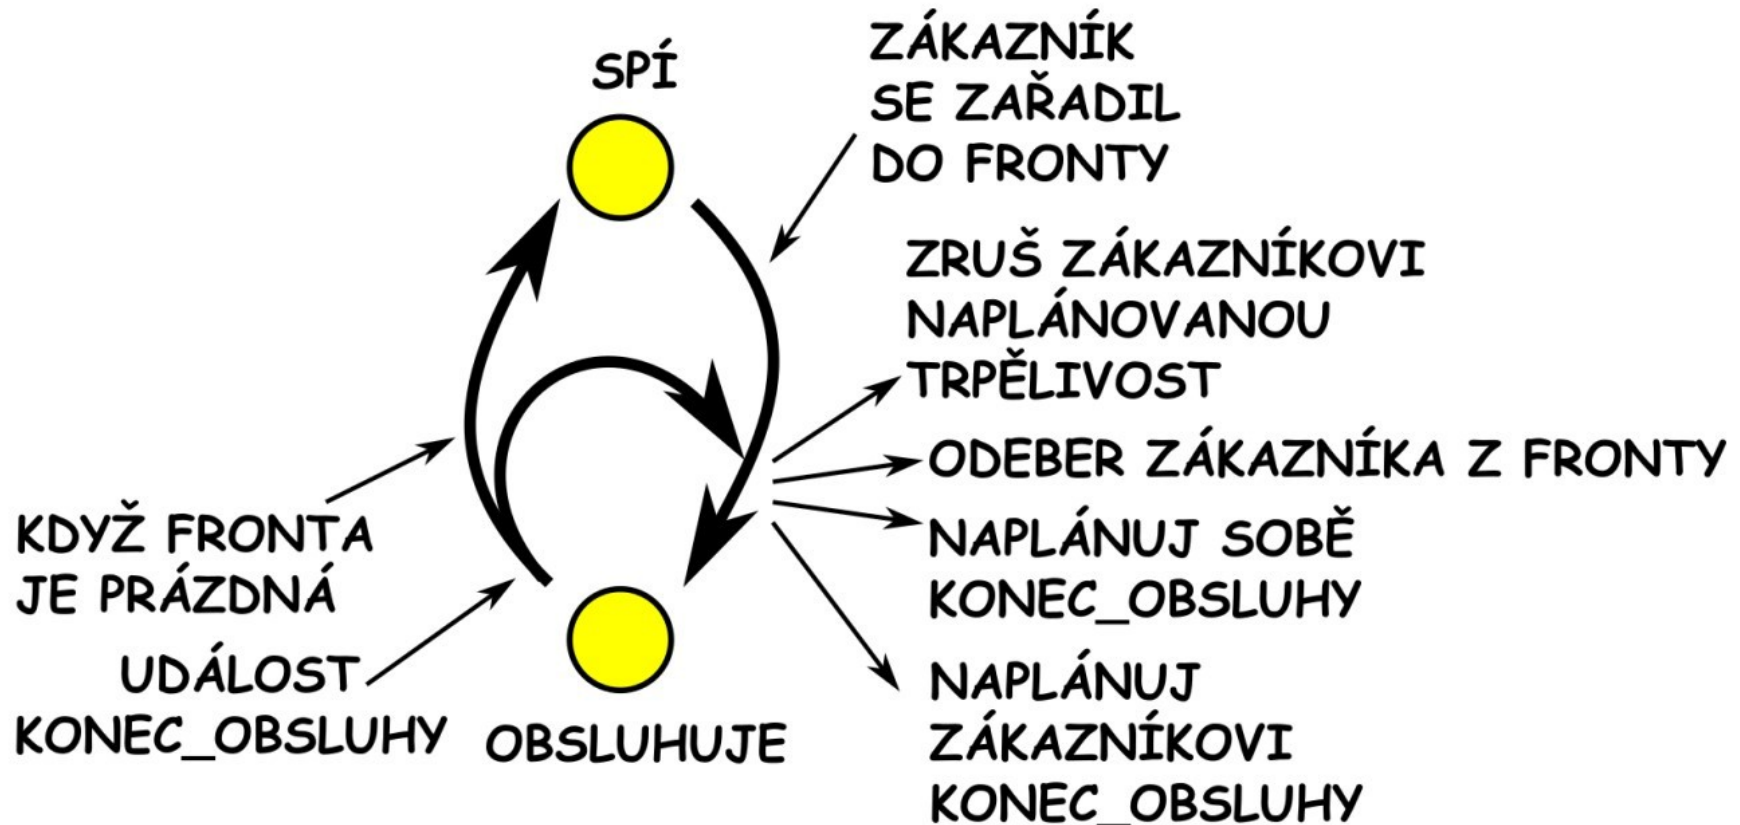 SPÍ
ZÁKAZNÍK
SE ZAŘADIL
DO FRONTY
ZRUŠ ZÁKAZNÍKOVI
NAPLÁNOVANOU
TRPĚLIVOST
ODEBER ZÁKAZNÍKA Z FRONTY
NAPLÁNUJ SOBĚ
KONEC_OBSLUHY
NAPLÁNUJ
ZÁKAZNÍKOVI
KONEC_OBSLUHY
KDYŽ FRONTA
JE PRÁZDNÁ
UDÁLOST
KONEC_OBSLUHY
OBSLUHUJE